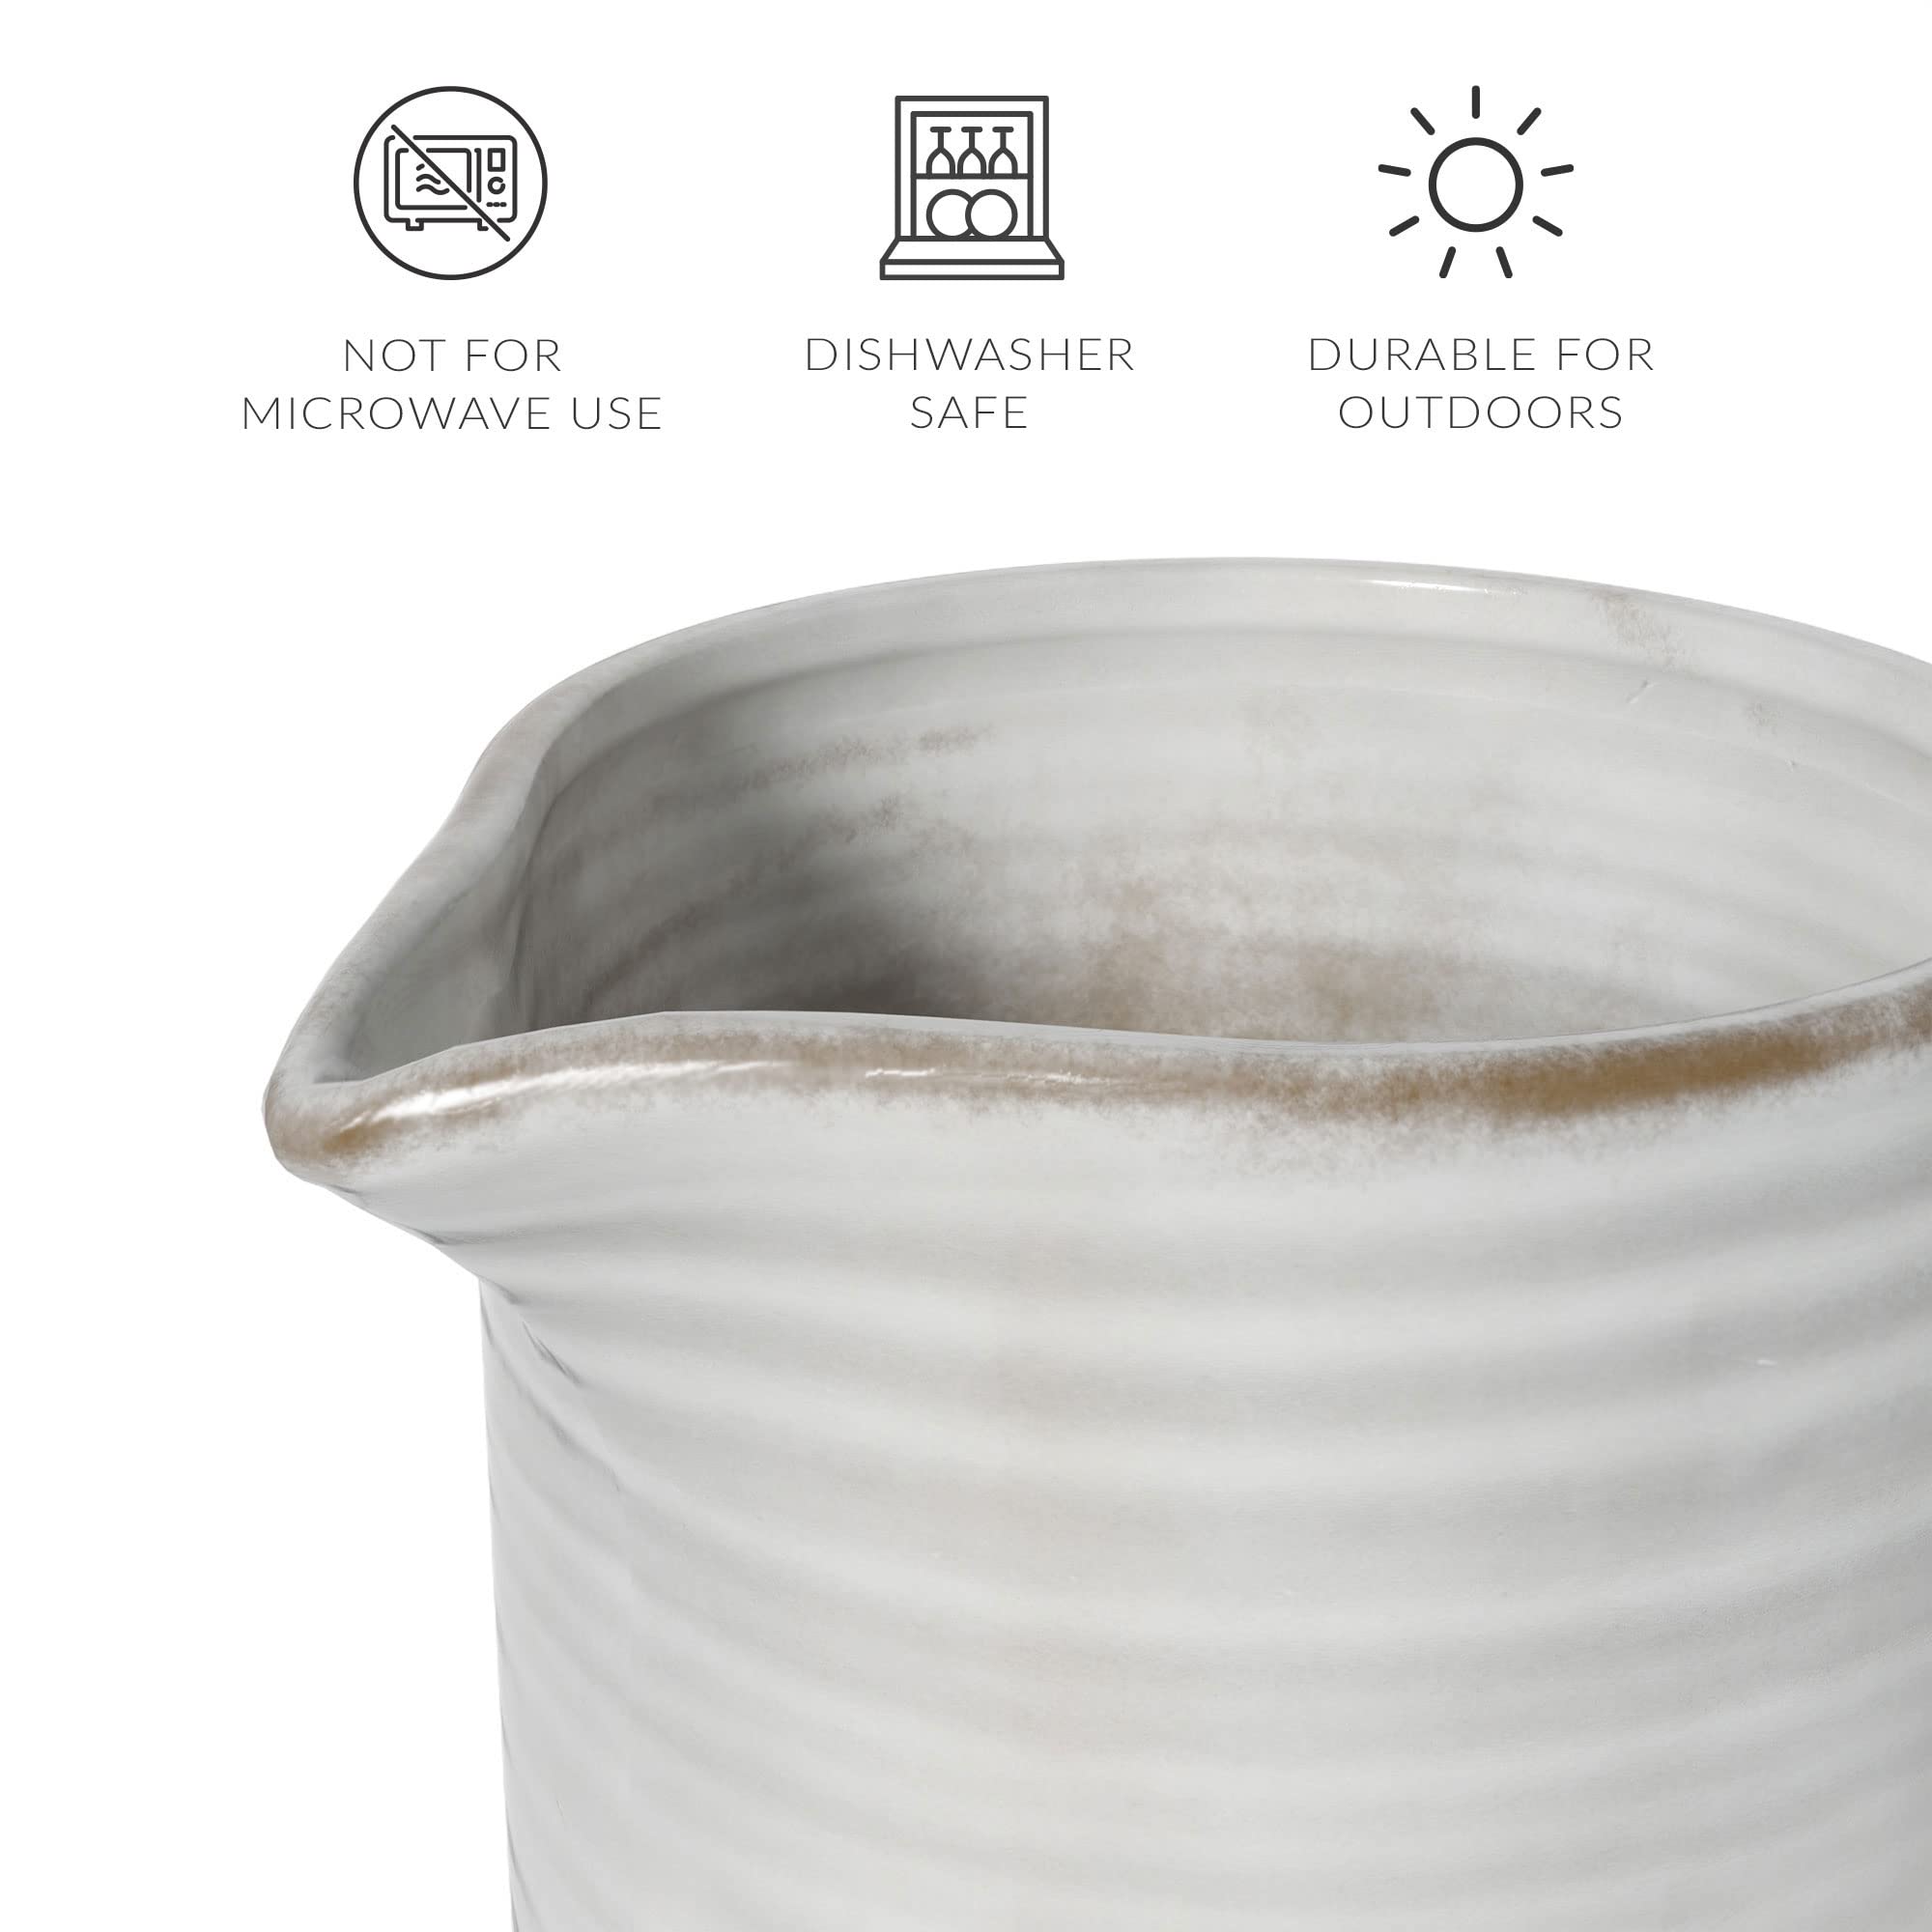 NOT FOR
MICROWAVE USE
DISHWASHER
SAFE
DURABLE FOR
OUTDOORS